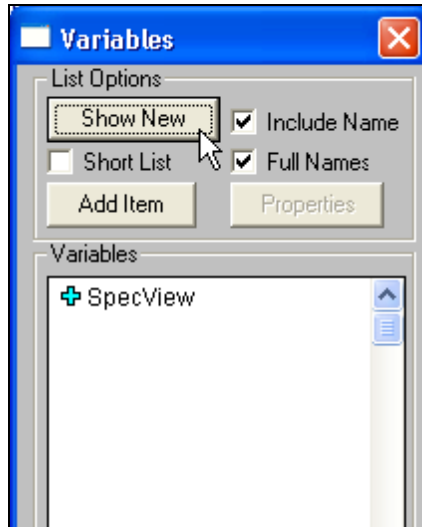 Variables
List Options
Show New
Include Name
Short List
Full Names
Add Item
Properties
Variables
SpecView